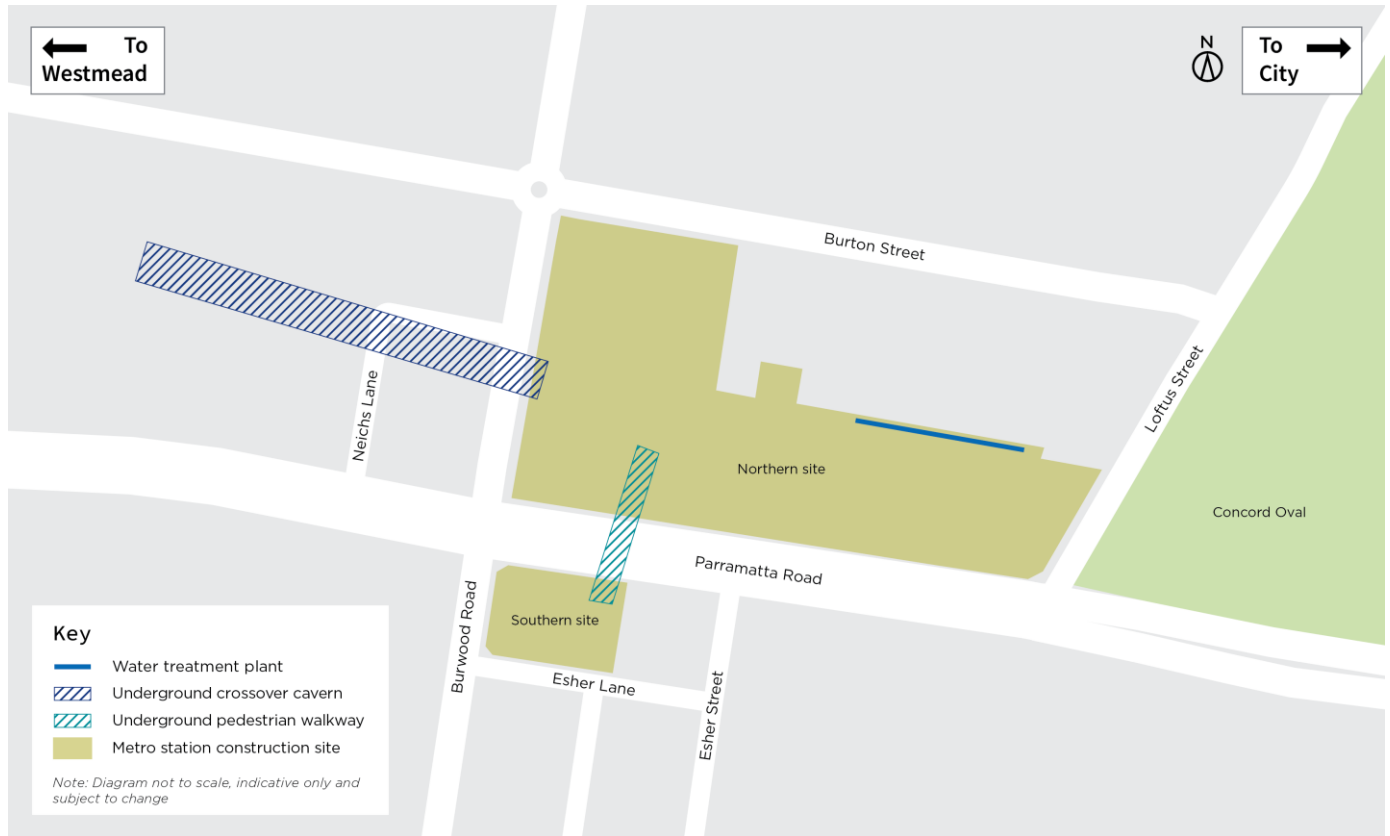 To
Westmead
N
To
City
Burton Street
Loftus Street
Neichs Lane
Northern site
Concord Oval
Parramatta Road
Southern site
Burwood Road
Esher Lane
Esher Street
Key
Water treatment plant
Underground crossover cavern
Underground pedestrian walkway
Metro station construction site
Note: Diagram not to scale, indicative only and
subject to change